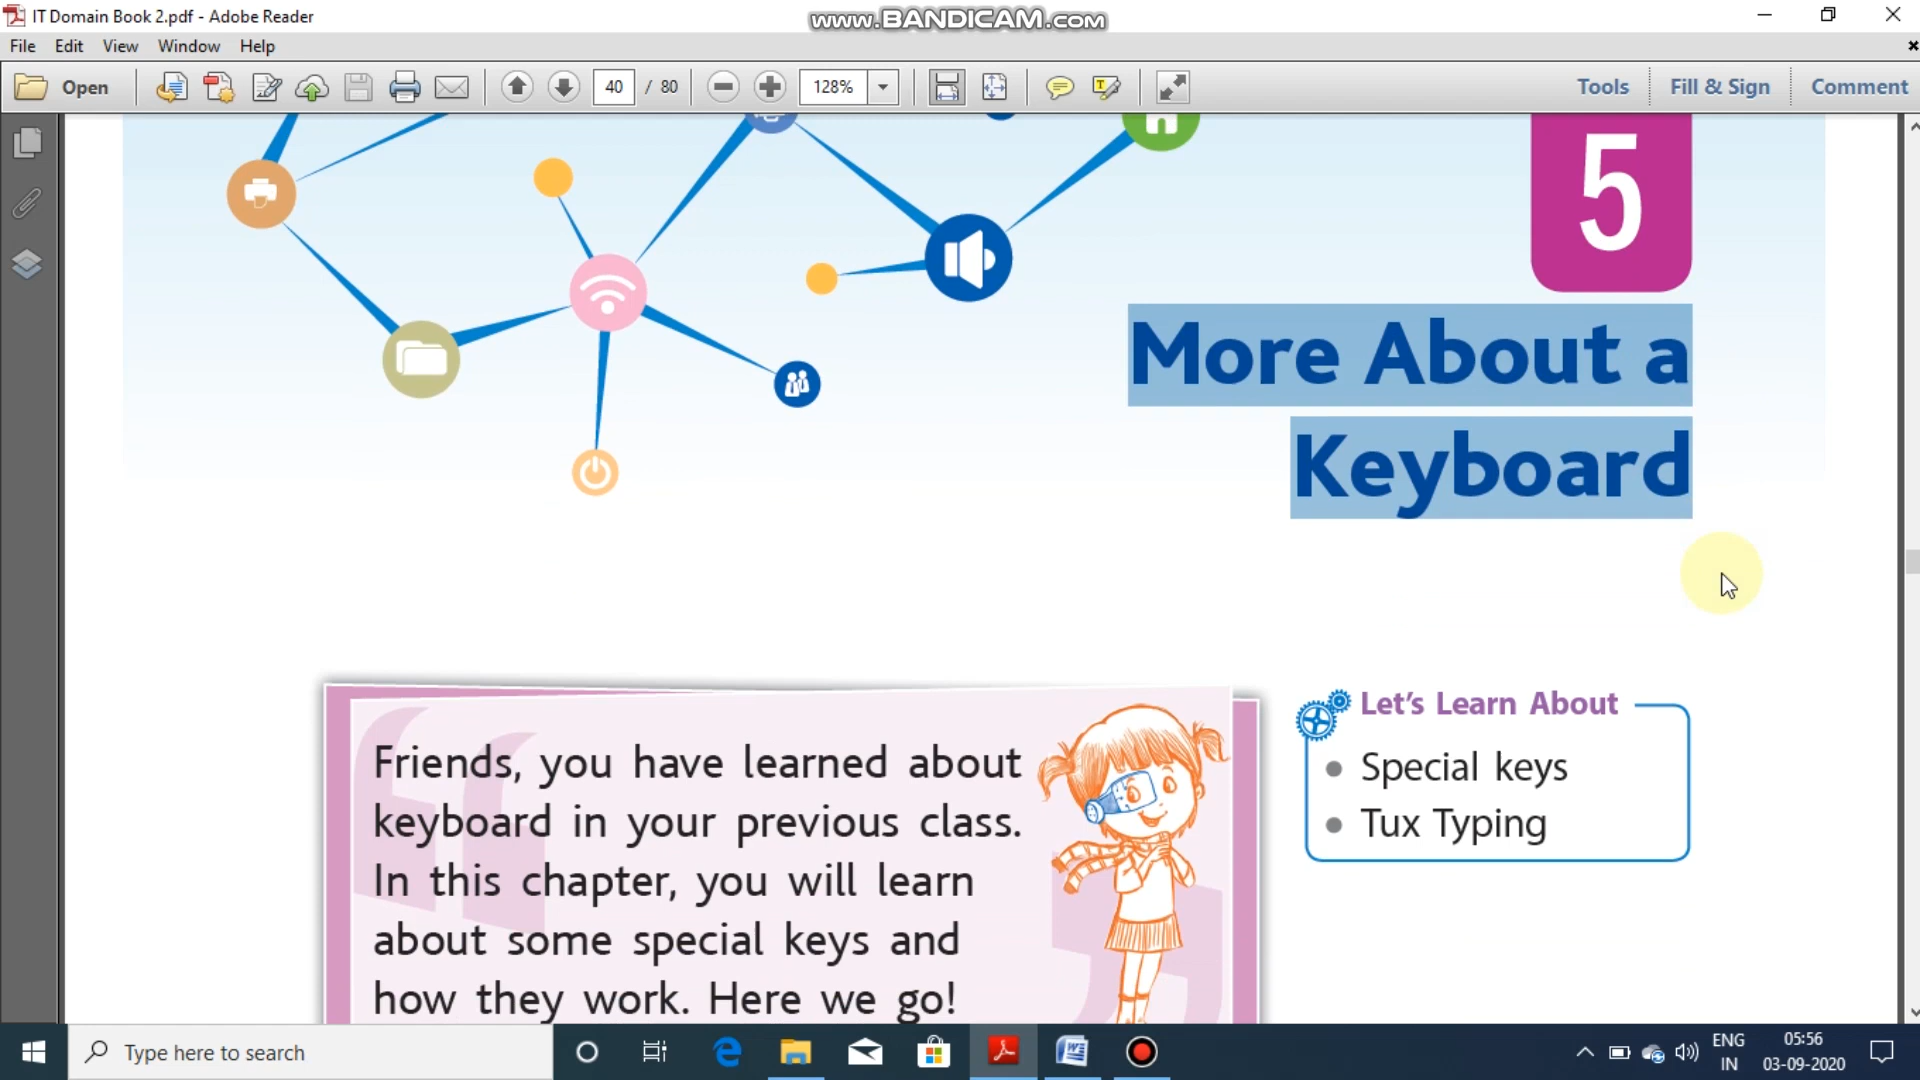 IT Domain Book 2.pdf - Adobe Reader
www.BANDICAM.com
File Edit View Window Help
Open 40 / 80 128% Tools Fill & Sign Comment
5
More About a
Keyboard
Let's Learn About
• Special keys
• Tux Typing
Friends, you have learned about
keyboard in your previous class.
In this chapter, you will learn
about some special keys and
how they work. Here we go!
Type here to search
ENG
IN
05:56
03-09-2020